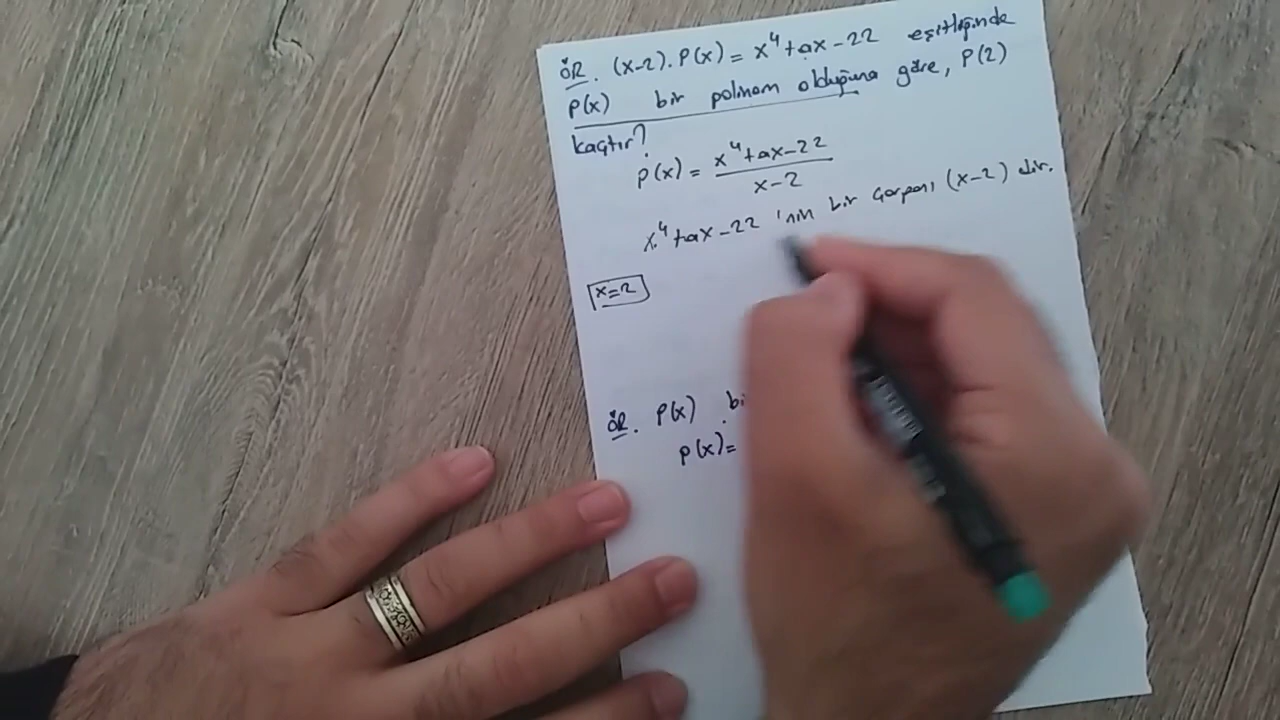 ÖR. (x-2).P(x) = x⁴+ax-22 eşitliğinde
P(x) bir polinom olduğuna göre, P(2)
kaçtır?
P(x) = x⁴+ax-22 / x-2
x⁴+ax-22 'nin bir çarpanı (x-2) dir.
x=2
ÖR. P(x)
P(x)=